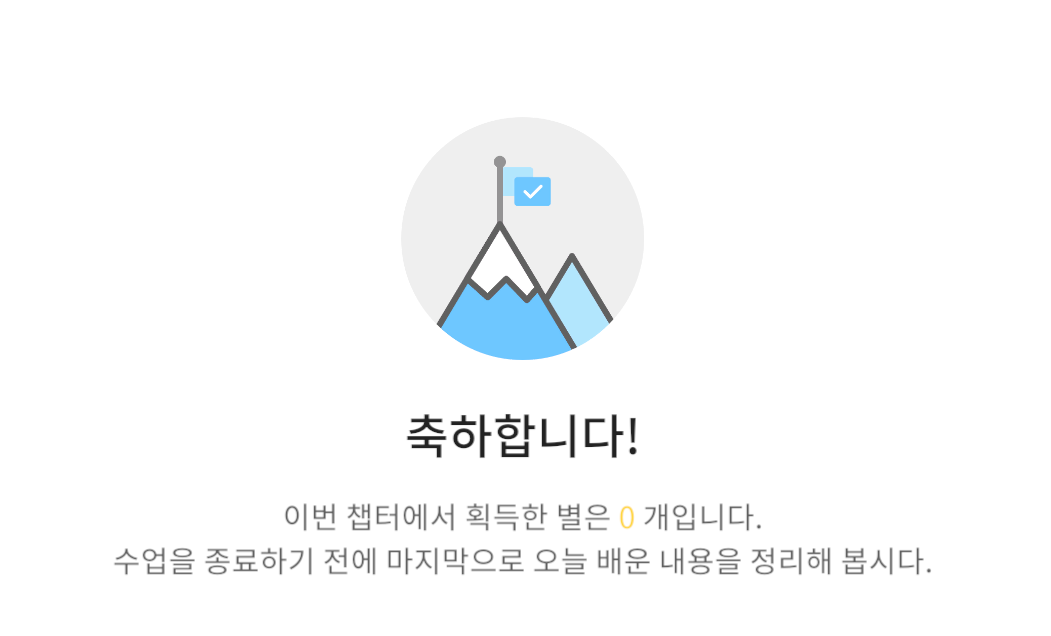 축하합니다!
이번 챕터에서 획득한 별은 0 개입니다.
수업을 종료하기 전에 마지막으로 오늘 배운 내용을 정리해 봅시다.